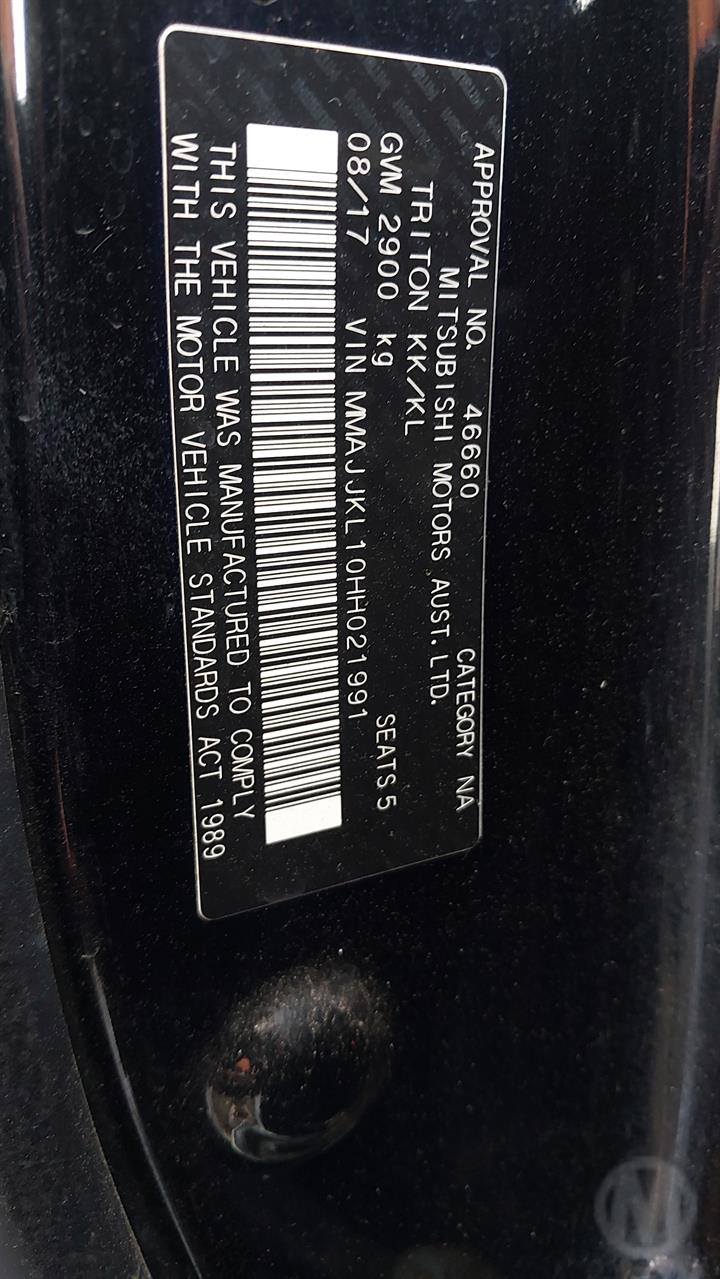 APPROVAL NO. 46660 CATEGORY NA
MITSUBISHI MOTORS AUST. LTD.
TRITON KK/KL
GVM 2900 kg SEATS 5
08/17 VIN MMAJJKL10HH021991
THIS VEHICLE WAS MANUFACTURED TO COMPLY
WITH THE MOTOR VEHICLE STANDARDS ACT 1989
M